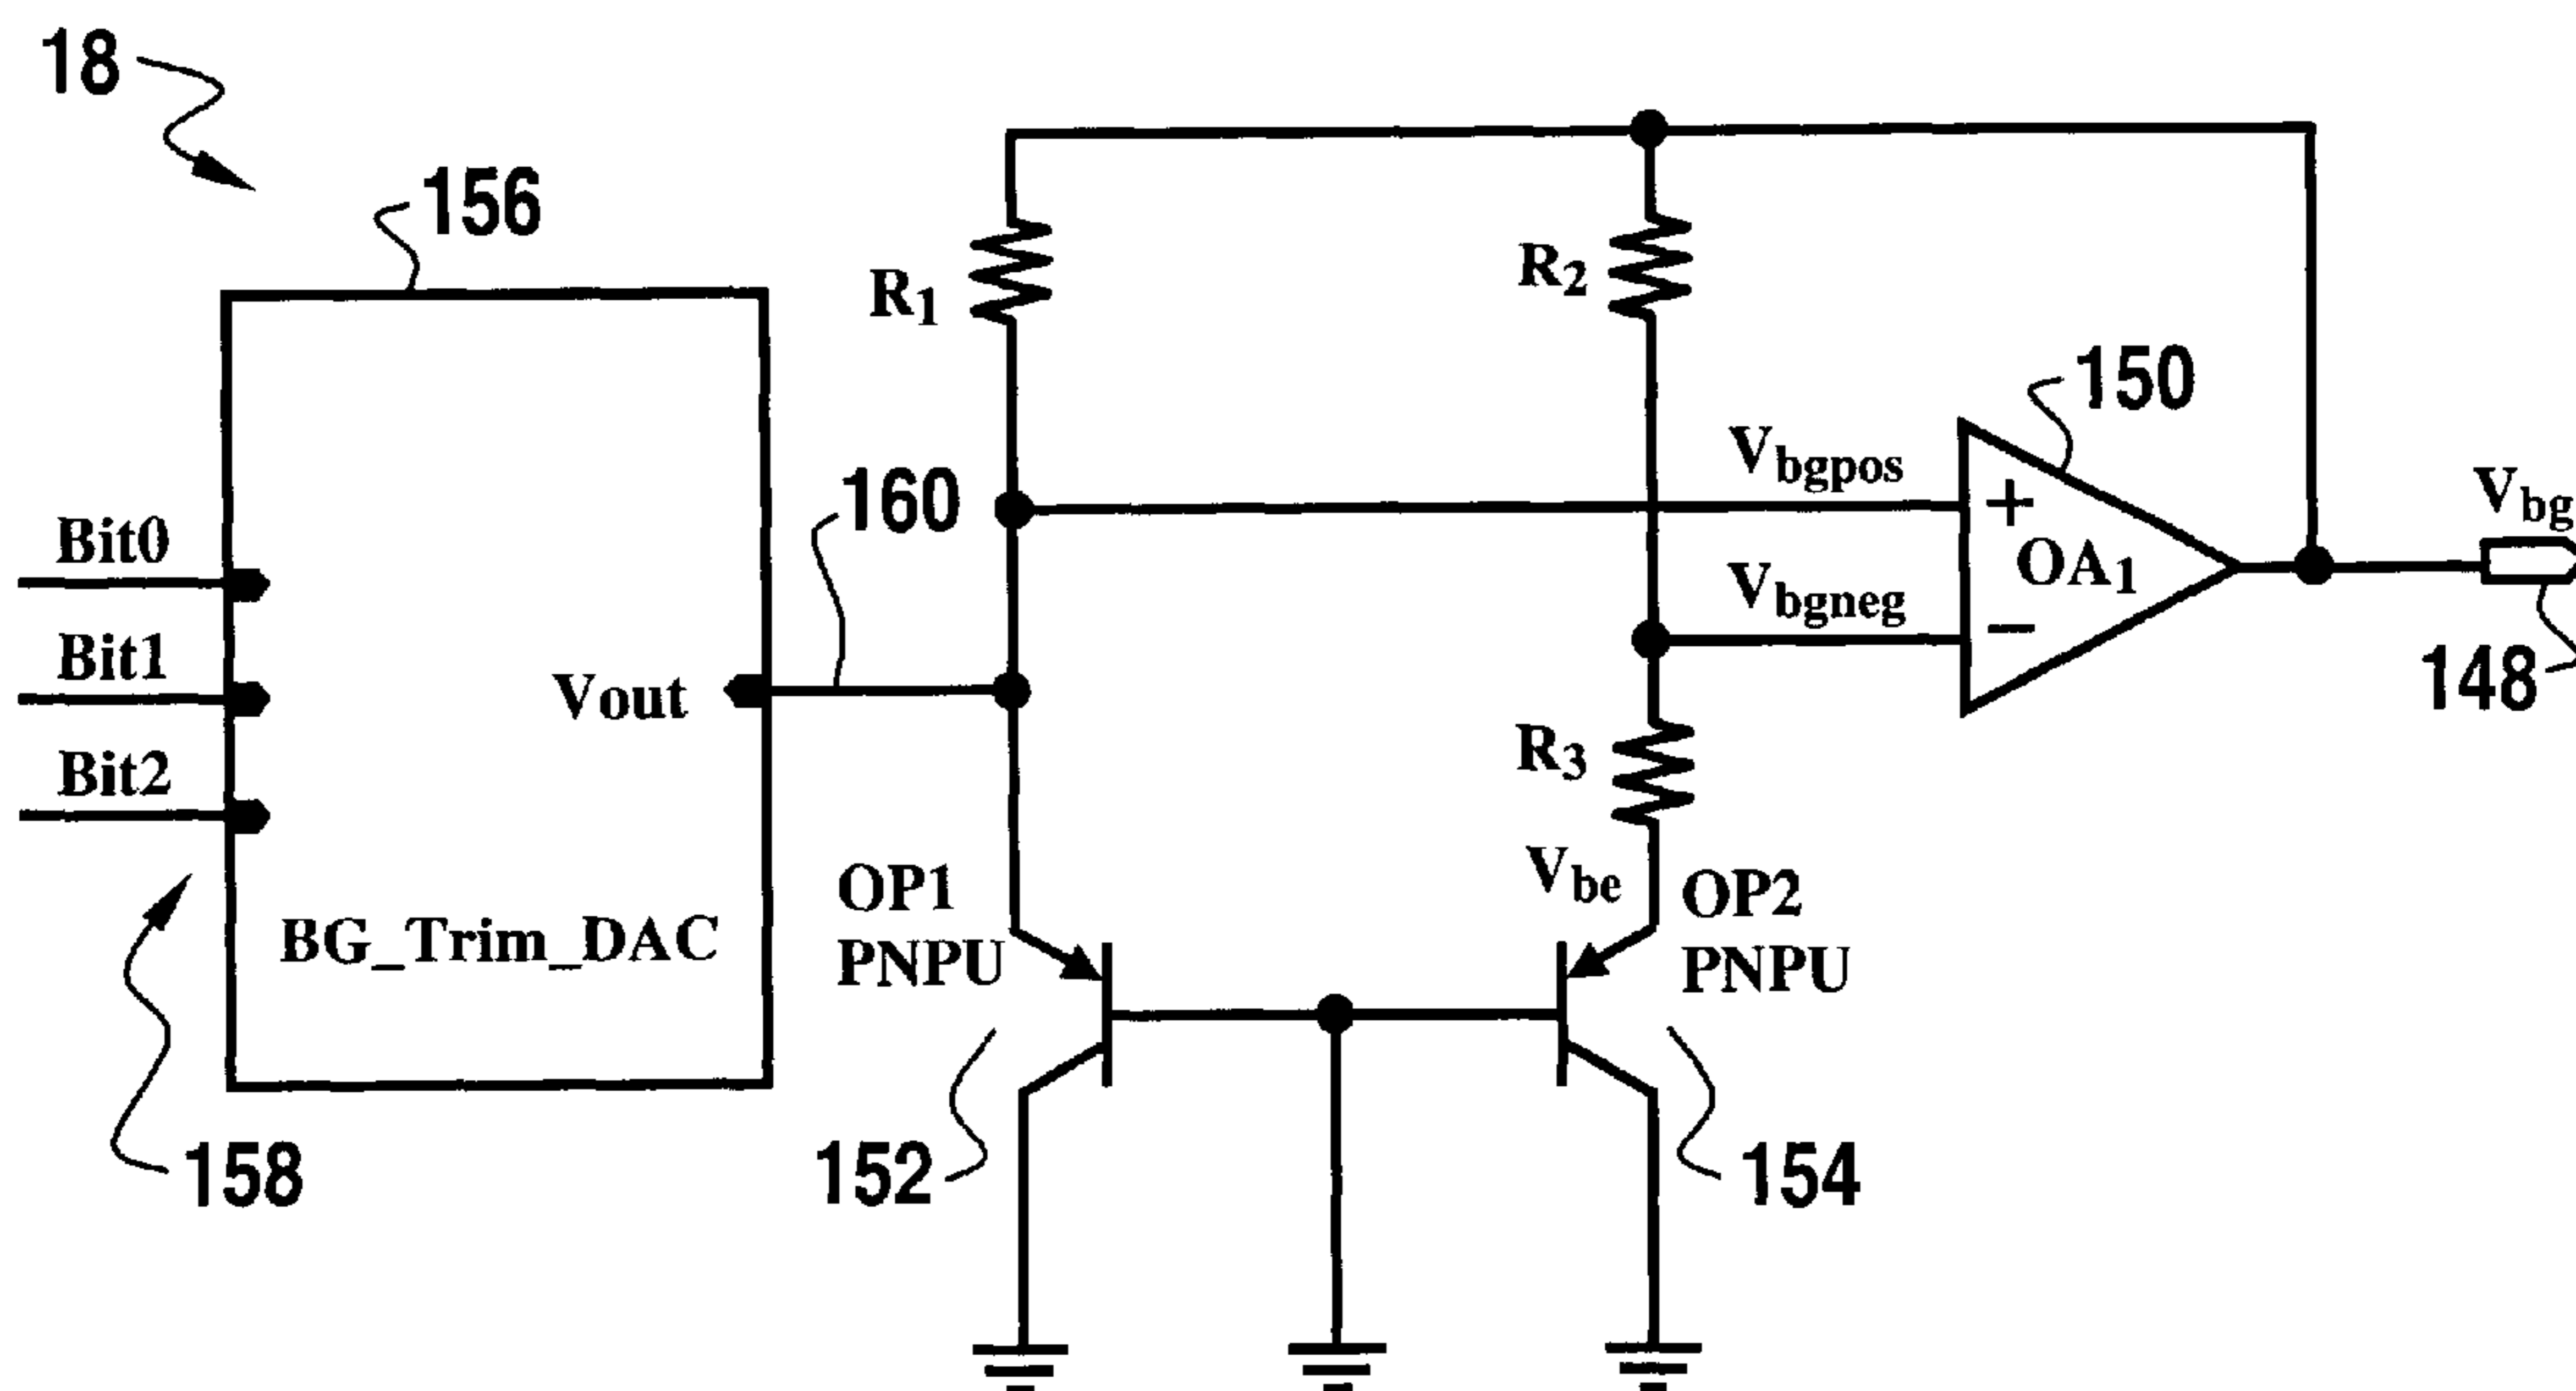 18
156
R1
R2
150
Vbgpos
Vbg
160
+
OA1
Bit0
Vbgneg
−
148
Bit1
Vout
R3
Bit2
Vbe
OP1
PNPU
OP2
PNPU
BG_Trim_DAC
158
152
154